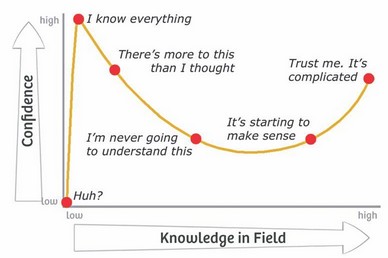 high
I know everything
There's more to this
than I thought
Trust me. It's
complicated
I'm never going
to understand this
It's starting to
make sense
Huh?
low
low
high
Confidence
Knowledge in Field